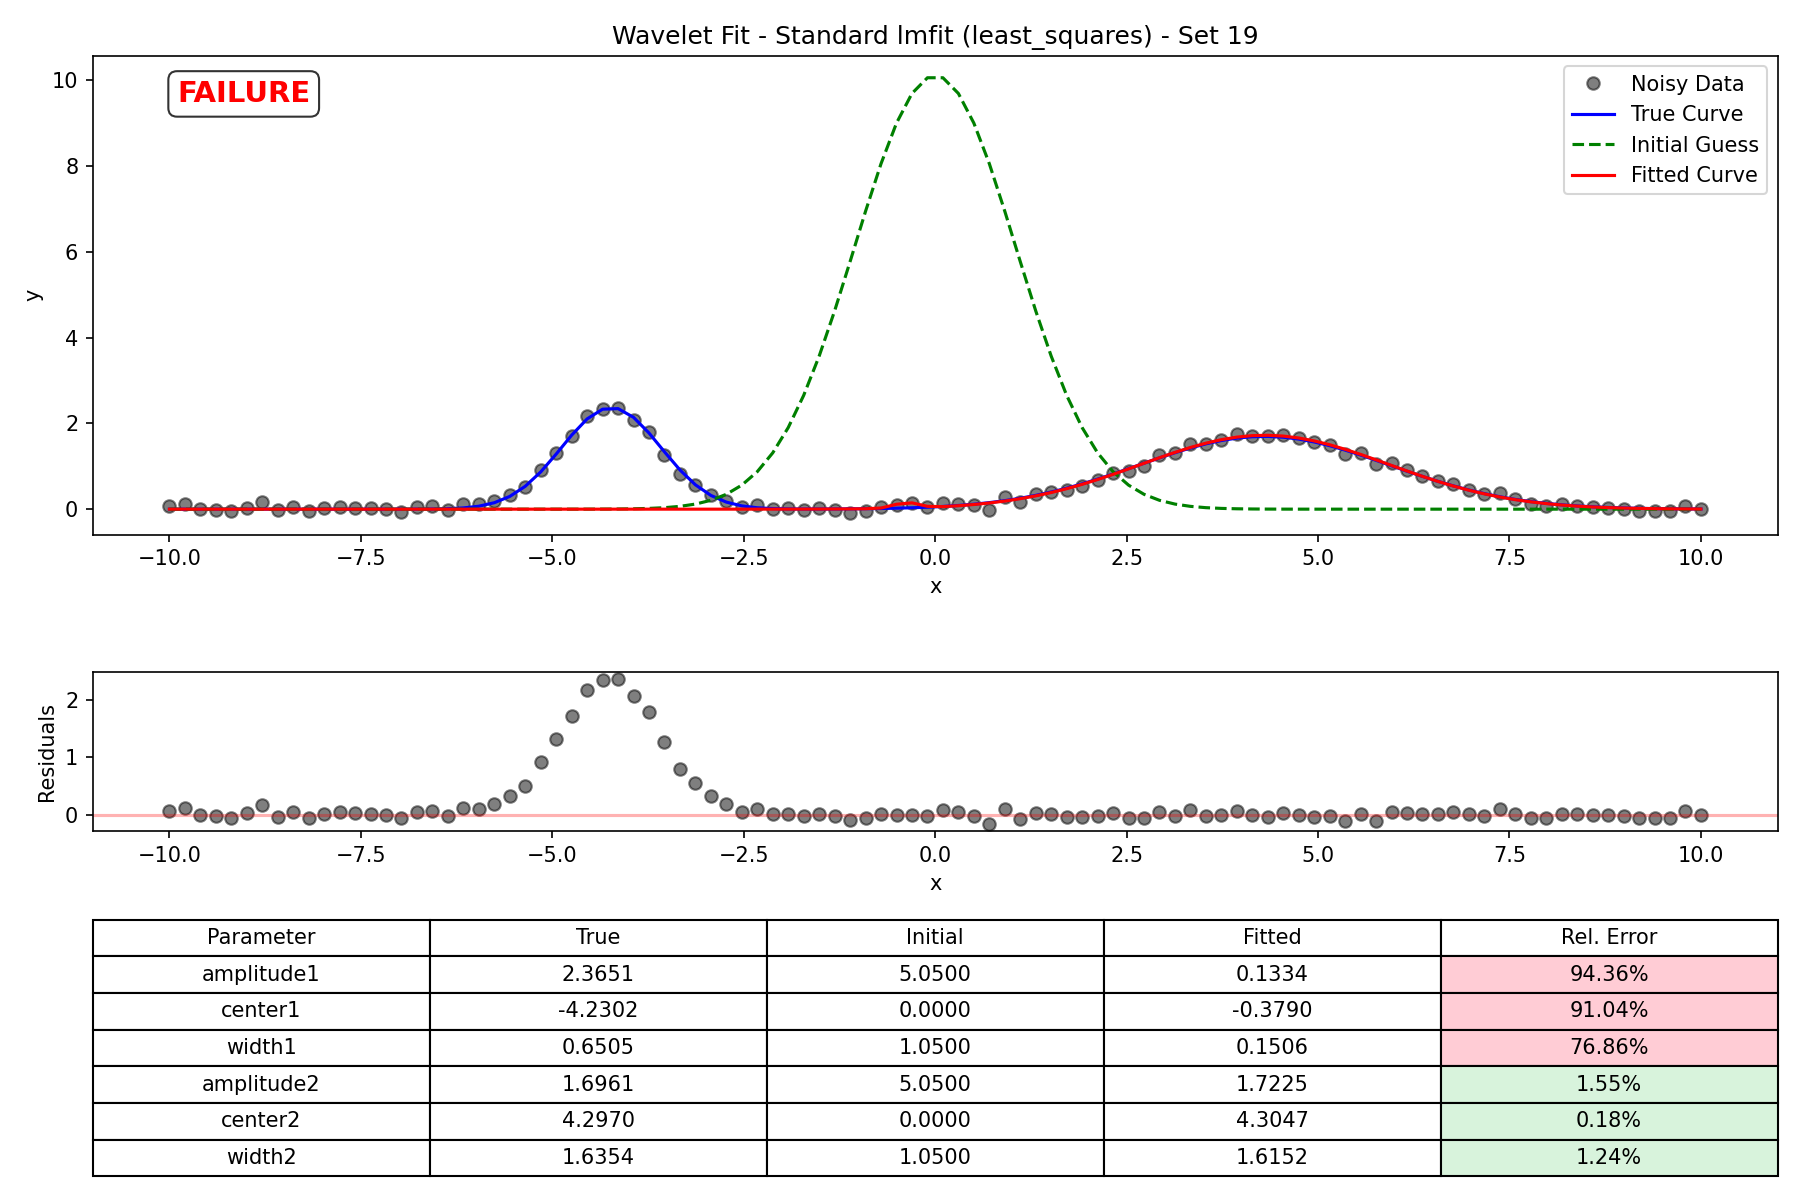 Wavelet Fit - Standard lmfit (least_squares) - Set 19
FAILURE
Noisy Data
True Curve
Initial Guess
Fitted Curve
10
8
6
4
2
0
y
−10.0 −7.5 −5.0 −2.5 0.0 2.5 5.0 7.5 10.0
x
2
1
0
Residuals
−10.0 −7.5 −5.0 −2.5 0.0 2.5 5.0 7.5 10.0
x
Parameter True Initial Fitted Rel. Error
amplitude1 2.3651 5.0500 0.1334 94.36%
center1 -4.2302 0.0000 -0.3790 91.04%
width1 0.6505 1.0500 0.1506 76.86%
amplitude2 1.6961 5.0500 1.7225 1.55%
center2 4.2970 0.0000 4.3047 0.18%
width2 1.6354 1.0500 1.6152 1.24%